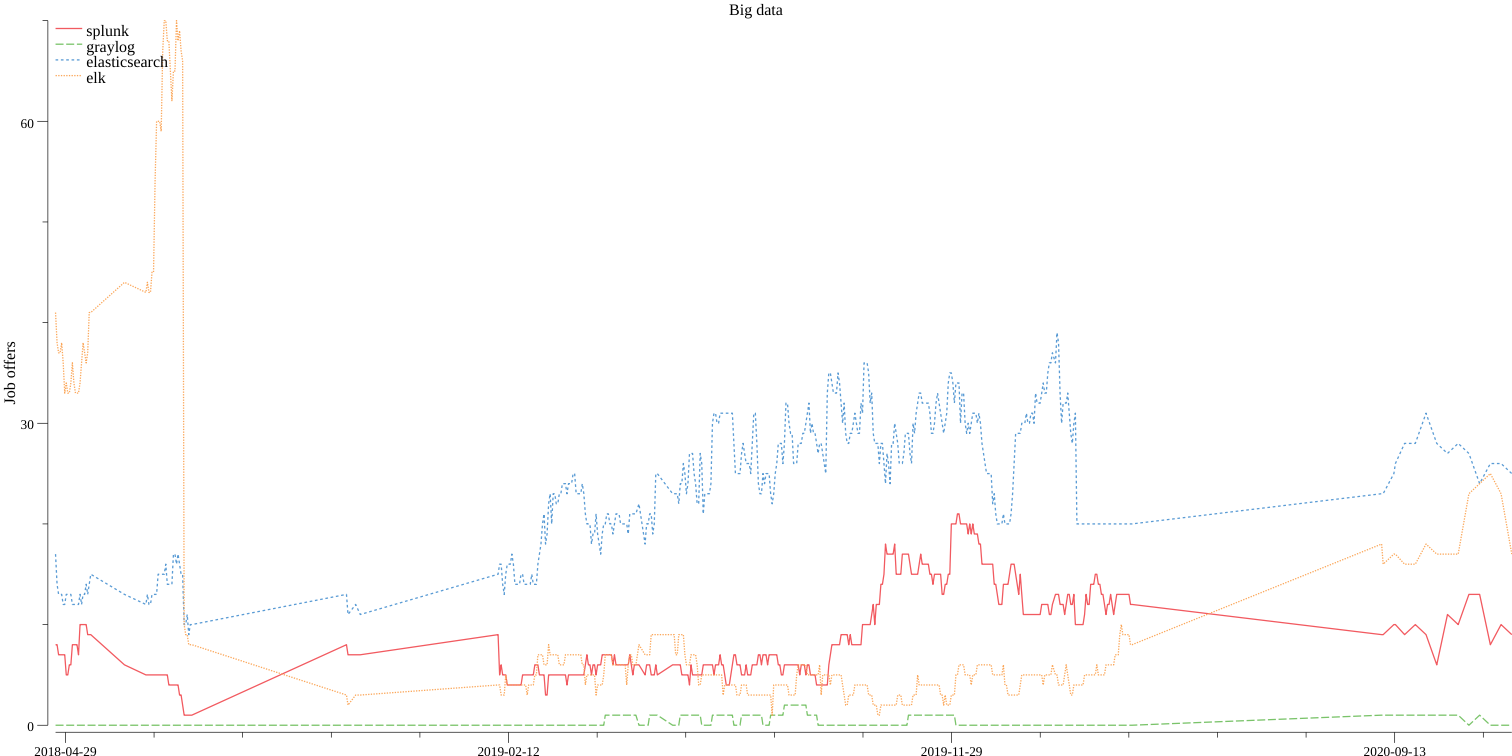 Big data
splunk
graylog
elasticsearch
elk
60
Job offers
30
0
2018-04-29
2019-02-12
2019-11-29
2020-09-13